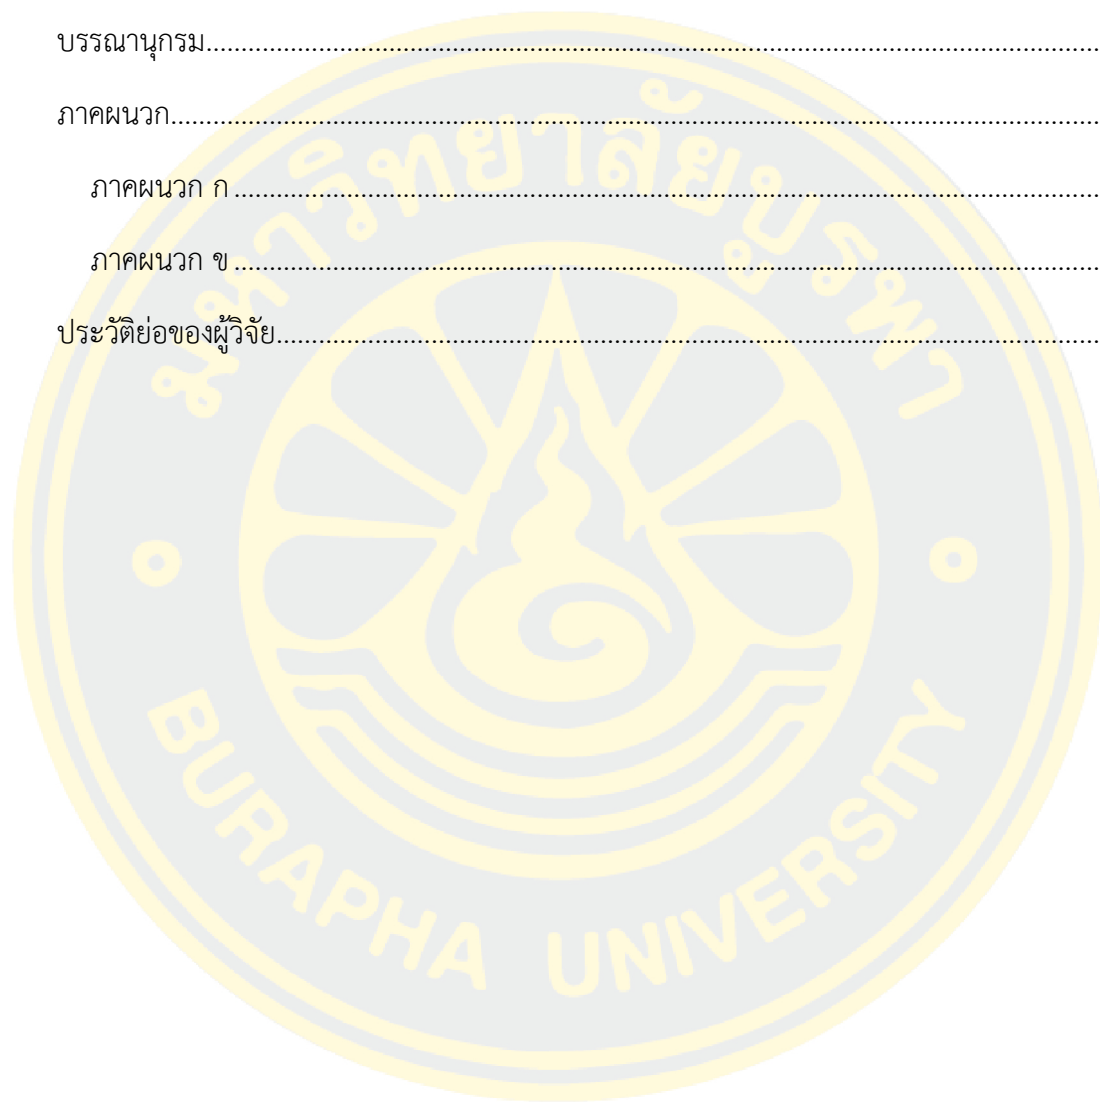 บรรณานุกรม........................................................................................................................................
ภาคผนวก............................................................................................................................................
ภาคผนวก ก.......................................................................................................................................
ภาคผนวก ข.......................................................................................................................................
ประวัติย่อของผู้วิจัย..............................................................................................................................
มหาวิทยาลัยบูรพา
BURAPHA UNIVERSITY